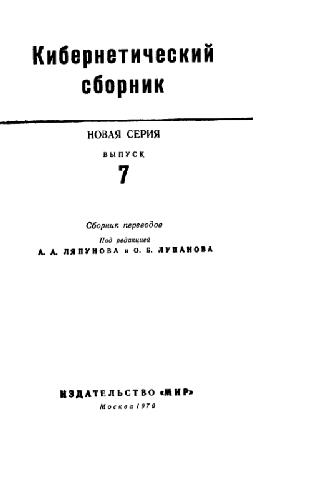 Кибернетический
сборник
НОВАЯ СЕРИЯ
ВЫПУСК
7
Сборник переводов
Под редакцией
А. А. ЛЯПУНОВА и О. Б. ЛУПАНОВА
ИЗДАТЕЛЬСТВО «МИР»
Москва 1970